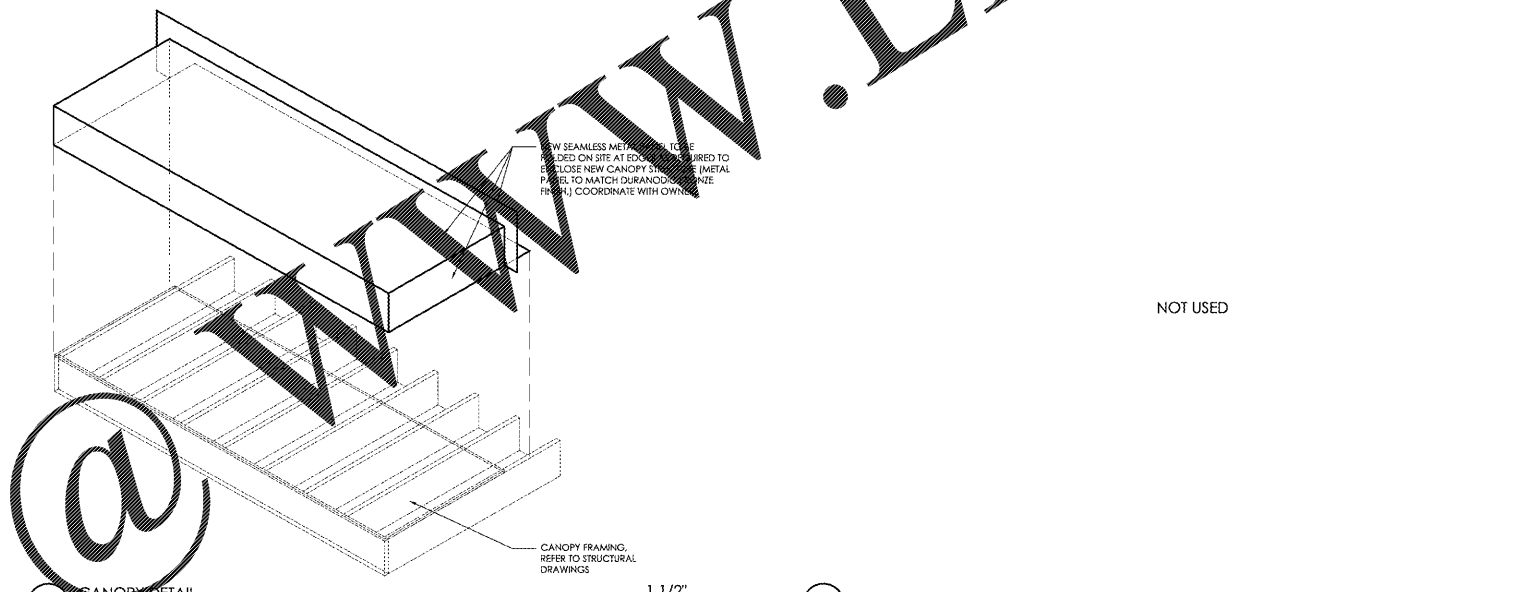 NEW SEAMLESS METAL PANEL TO BE
FOLDED ON SITE AT EDGES AS REQUIRED TO
ENCLOSE NEW CANOPY STRUCTURE (METAL
PANEL TO MATCH DURANODIC BRONZE
FINISH.) COORDINATE WITH OWNER.
NOT USED
CANOPY FRAMING,
REFER TO STRUCTURAL
DRAWINGS
CANOPY DETAIL
1 1/2"
@ WWW.L